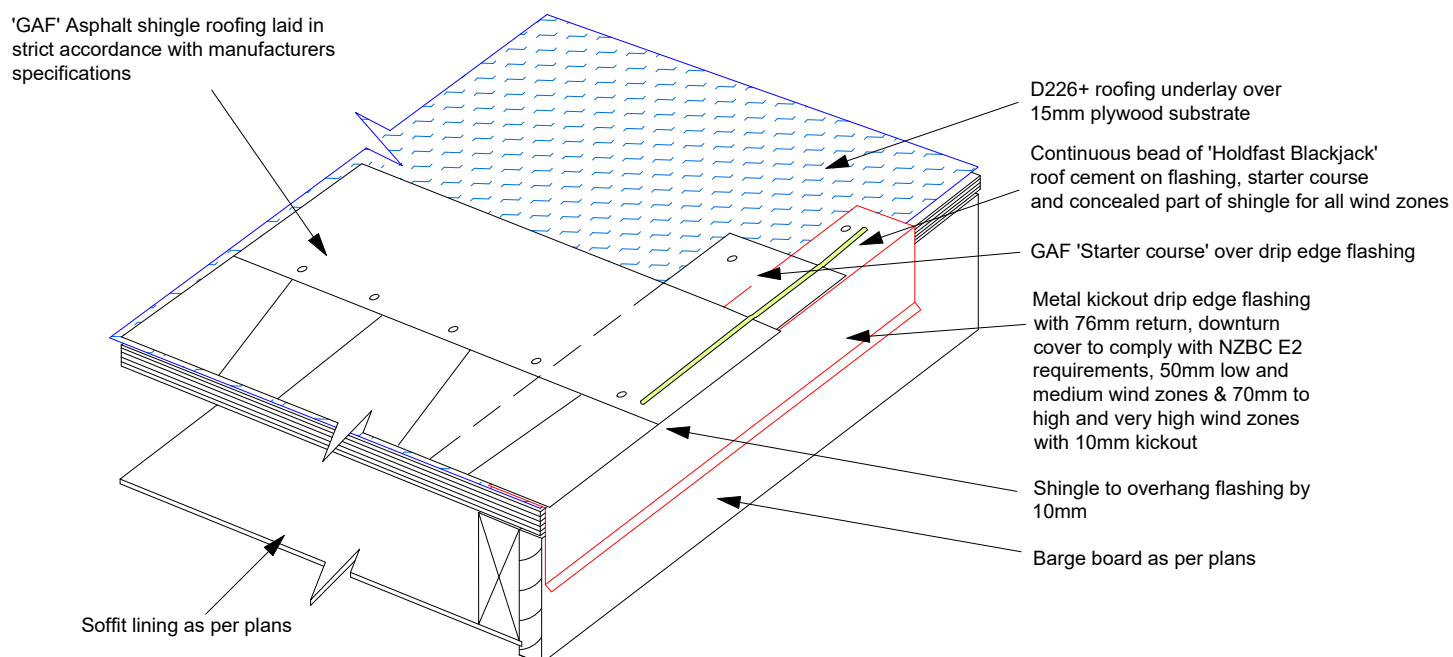 'GAF' Asphalt shingle roofing laid in
strict accordance with manufacturers
specifications
D226+ roofing underlay over
15mm plywood substrate
Continuous bead of 'Holdfast Blackjack'
roof cement on flashing, starter course
and concealed part of shingle for all wind zones
GAF 'Starter course' over drip edge flashing
Metal kickout drip edge flashing
with 76mm return, downturn
cover to comply with NZBC E2
requirements, 50mm low and
medium wind zones & 70mm to
high and very high wind zones
with 10mm kickout
Shingle to overhang flashing by
10mm
Barge board as per plans
Soffit lining as per plans